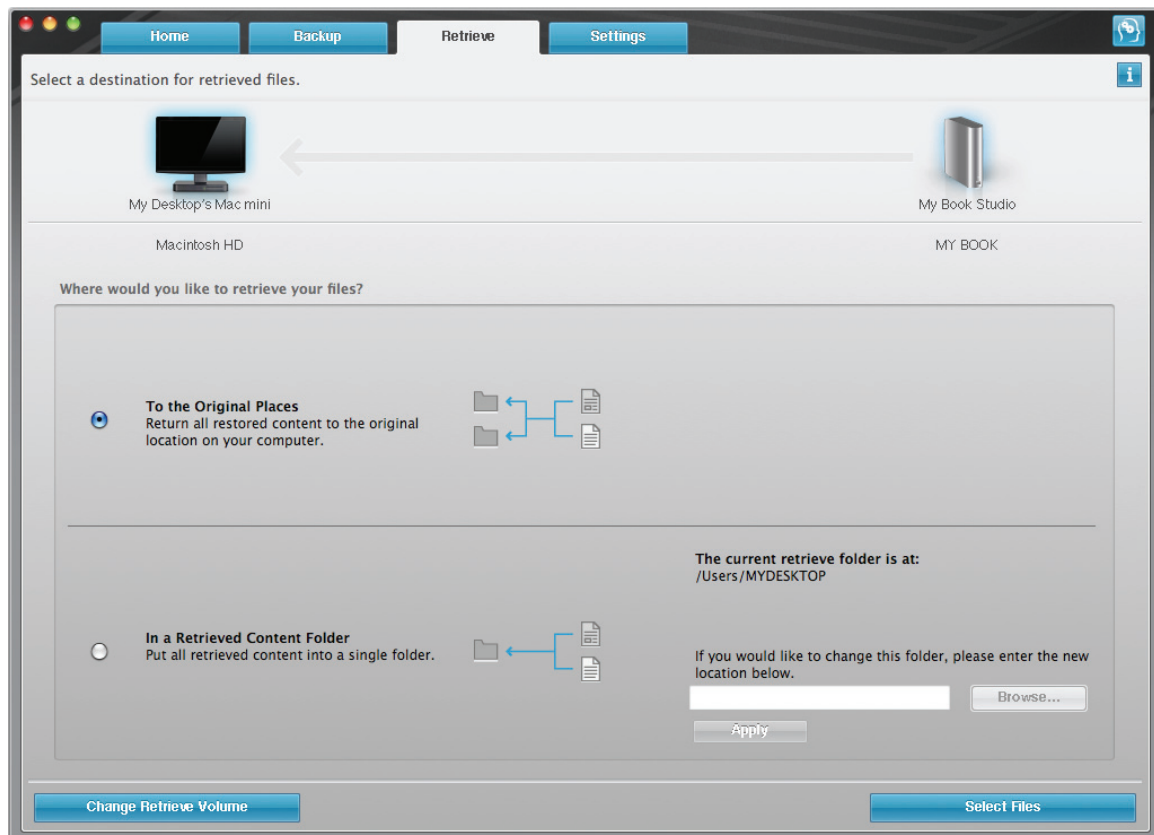 Home Backup Retrieve Settings
Select a destination for retrieved files.
i
My Desktop's Mac mini My Book Studio
Macintosh HD MY BOOK
Where would you like to retrieve your files?
To the Original Places
Return all restored content to the original
location on your computer.
The current retrieve folder is at:
/Users/MYDESKTOP
In a Retrieved Content Folder
Put all retrieved content into a single folder.
If you would like to change this folder, please enter the new
location below.
Browse...
Apply
Change Retrieve Volume Select Files